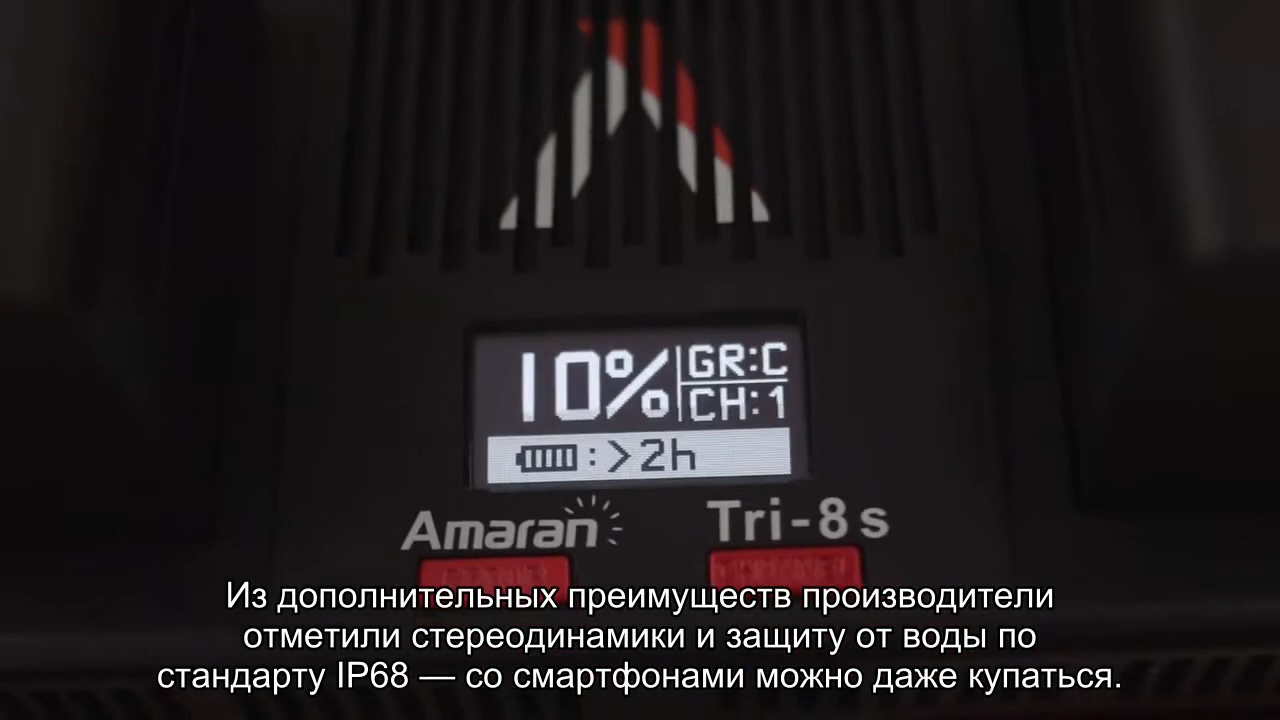 10% GR:C
CH:1
:>2h
Amaran Tri-8s
Из дополнительных преимуществ производители
отметили стереодинамики и защиту от воды по
стандарту IP68 — со смартфонами можно даже купаться.